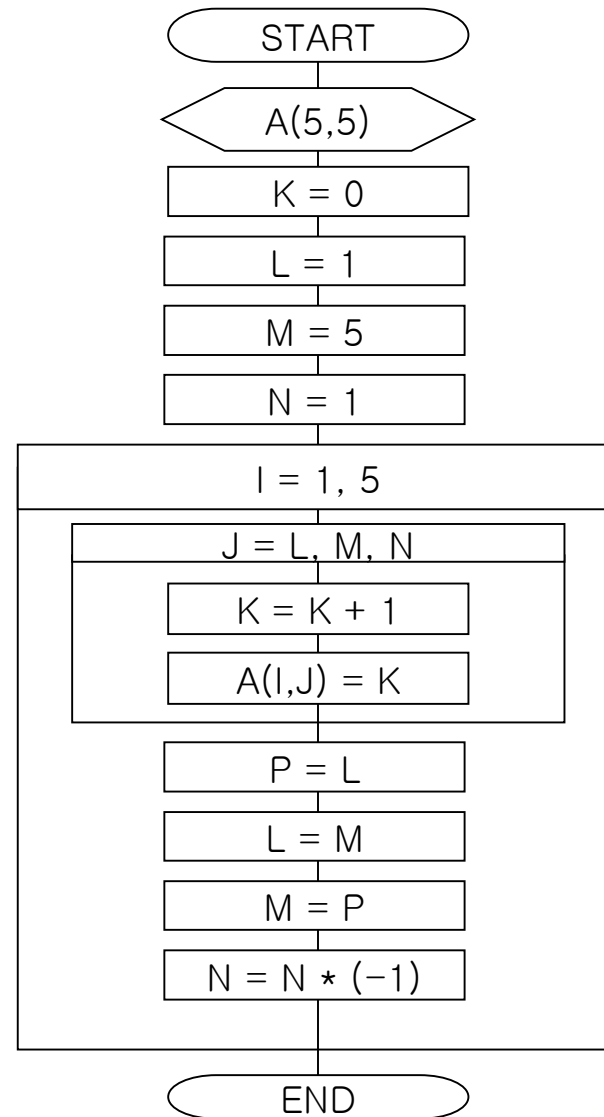 START
A(5,5)
K = 0
L = 1
M = 5
N = 1
I = 1, 5
J = L, M, N
K = K + 1
A(I,J) = K
P = L
L = M
M = P
N = N * (-1)
END